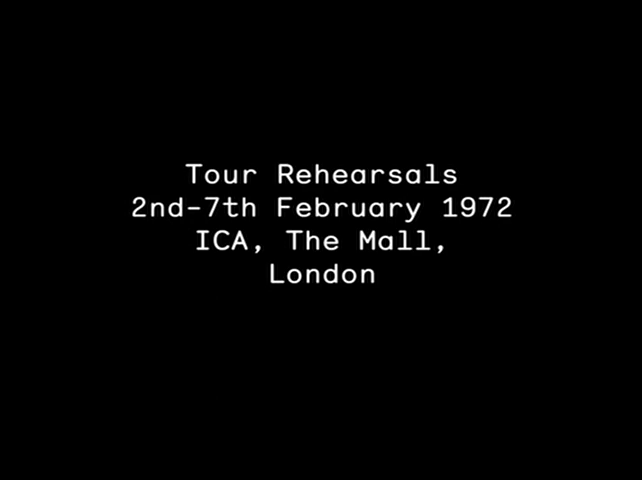 Tour Rehearsals
2nd-7th February 1972
ICA, The Mall,
London